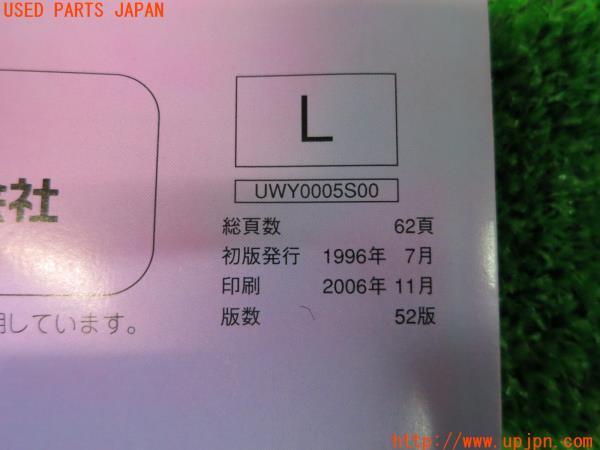 USED PARTS JAPAN
L
UWY0005S00
会社
総頁数 62頁
初版発行 1996年 7月
印刷 2006年 11月
用しています。
版数 52版
http://www.upjpn.com/